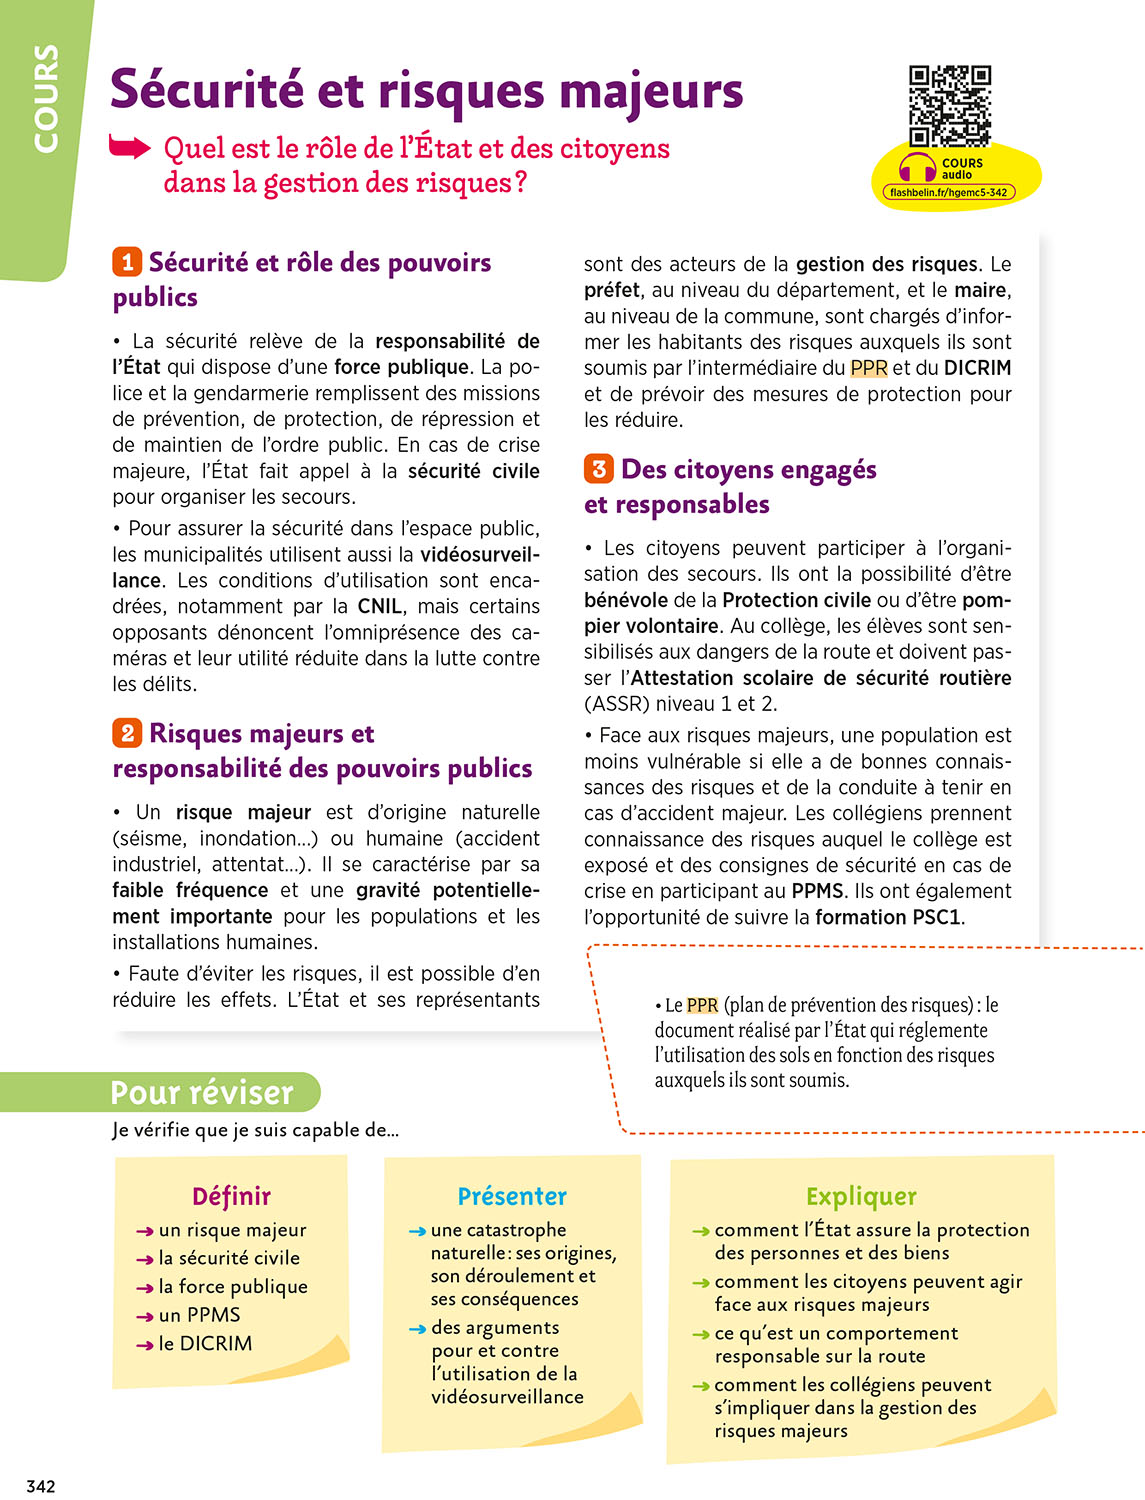 COURS
Sécurité et risques majeurs
Quel est le rôle de l'État et des citoyens
dans la gestion des risques ?
COURS
audio
flashbelin.fr/hgemc5-342
1 Sécurité et rôle des pouvoirs
publics
• La sécurité relève de la responsabilité de
l'État qui dispose d'une force publique. La po-
lice et la gendarmerie remplissent des missions
de prévention, de protection, de répression et
de maintien de l'ordre public. En cas de crise
majeure, l'État fait appel à la sécurité civile
pour organiser les secours.
• Pour assurer la sécurité dans l'espace public,
les municipalités utilisent aussi la vidéosurveil-
lance. Les conditions d'utilisation sont enca-
drées, notamment par la CNIL, mais certains
opposants dénoncent l'omniprésence des ca-
méras et leur utilité réduite dans la lutte contre
les délits.
2 Risques majeurs et
responsabilité des pouvoirs publics
• Un risque majeur est d'origine naturelle
(séisme, inondation...) ou humaine (accident
industriel, attentat...). Il se caractérise par sa
faible fréquence et une gravité potentielle-
ment importante pour les populations et les
installations humaines.
• Faute d'éviter les risques, il est possible d'en
réduire les effets. L'État et ses représentants
sont des acteurs de la gestion des risques. Le
préfet, au niveau du département, et le maire,
au niveau de la commune, sont chargés d'infor-
mer les habitants des risques auxquels ils sont
soumis par l'intermédiaire du PPR et du DICRIM
et de prévoir des mesures de protection pour
les réduire.
3 Des citoyens engagés
et responsables
• Les citoyens peuvent participer à l'organi-
sation des secours. Ils ont la possibilité d'être
bénévole de la Protection civile ou d'être pom-
pier volontaire. Au collège, les élèves sont sen-
sibilisés aux dangers de la route et doivent pas-
ser l'Attestation scolaire de sécurité routière
(ASSR) niveau 1 et 2.
• Face aux risques majeurs, une population est
moins vulnérable si elle a de bonnes connais-
sances des risques et de la conduite à tenir en
cas d'accident majeur. Les collégiens prennent
connaissance des risques auquel le collège est
exposé et des consignes de sécurité en cas de
crise en participant au PPMS. Ils ont également
l'opportunité de suivre la formation PSC1.
• Le PPR (plan de prévention des risques) : le
document réalisé par l'État qui réglemente
l'utilisation des sols en fonction des risques
auxquels ils sont soumis.
Pour réviser
Je vérifie que je suis capable de...
Définir
→ un risque majeur
→ la sécurité civile
→ la force publique
→ un PPMS
→ le DICRIM
Présenter
→ une catastrophe
naturelle : ses origines,
son déroulement et
ses conséquences
→ des arguments
pour et contre
l'utilisation de la
vidéosurveillance
Expliquer
→ comment l'État assure la protection
des personnes et des biens
→ comment les citoyens peuvent agir
face aux risques majeurs
→ ce qu'est un comportement
responsable sur la route
→ comment les collégiens peuvent
s'impliquer dans la gestion des
risques majeurs
342